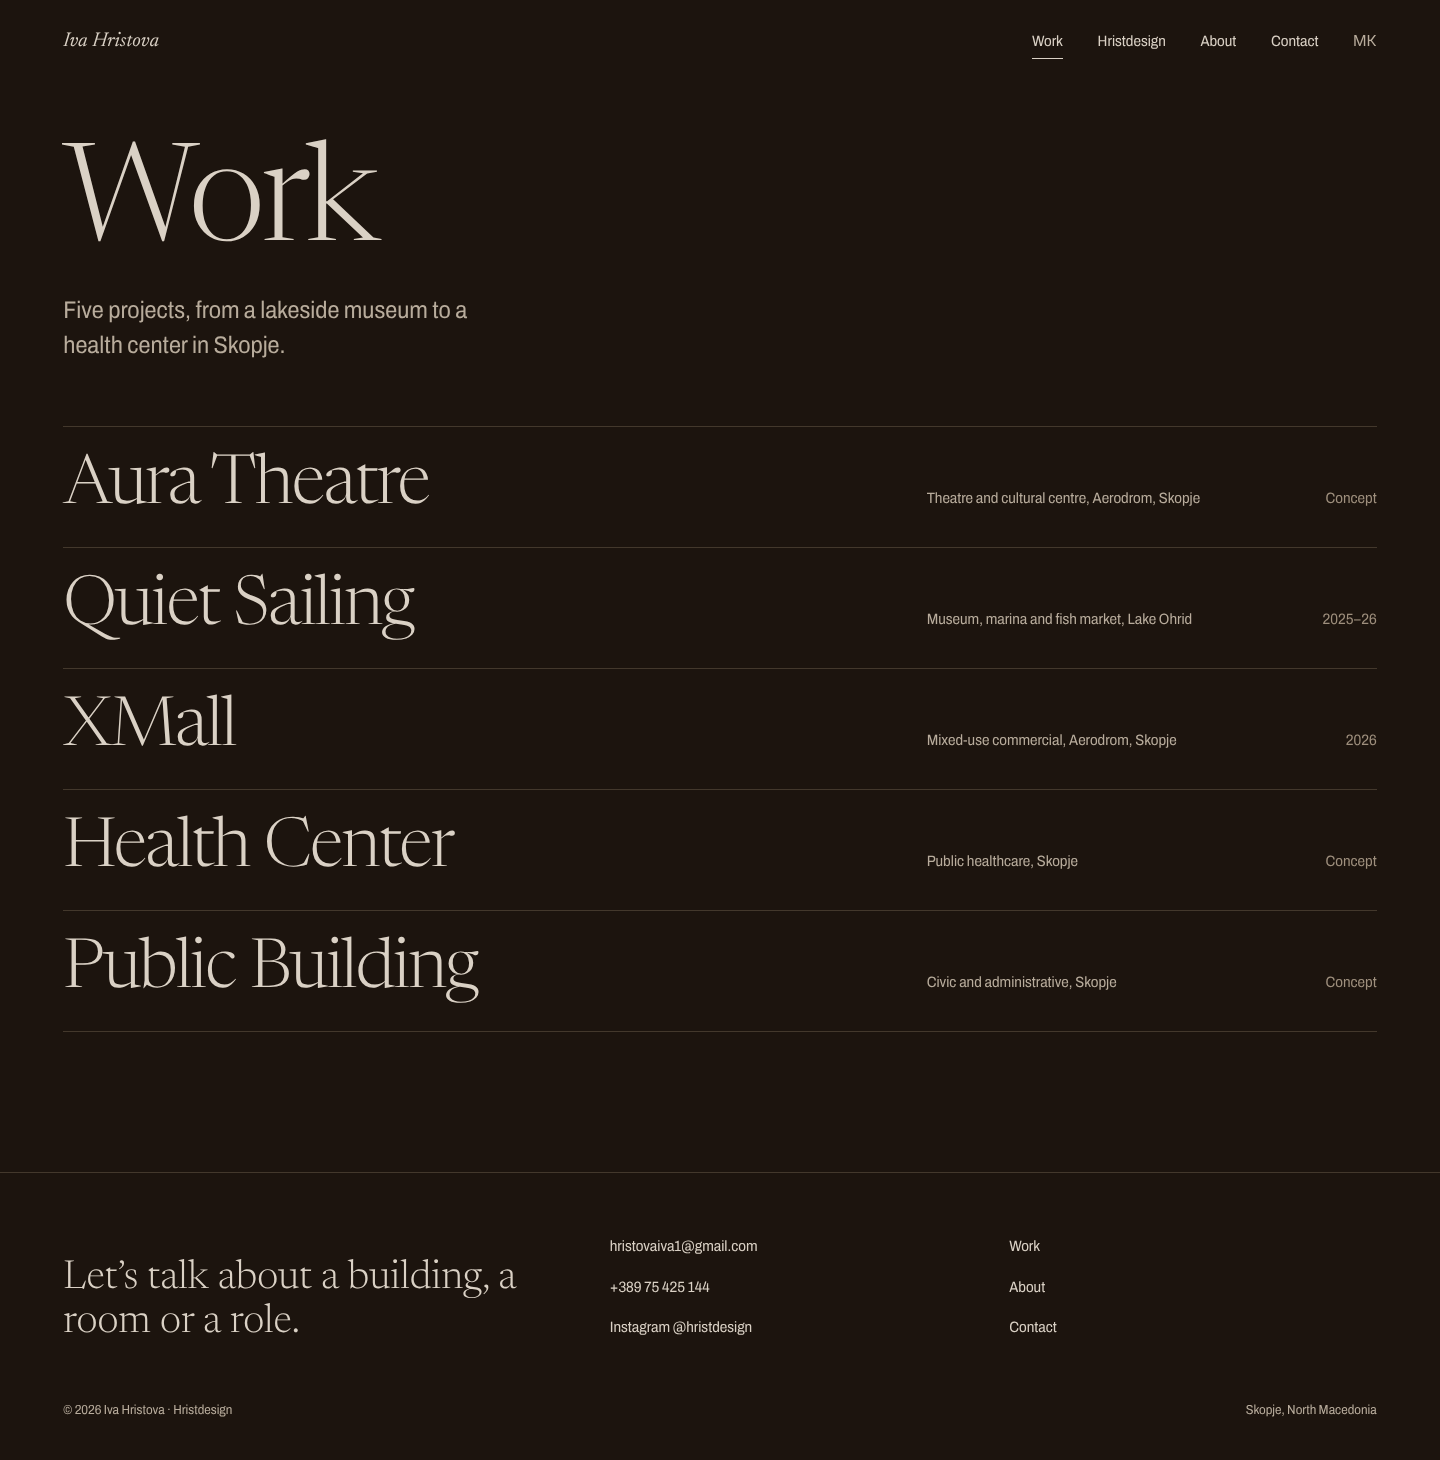 Iva Hristova
Work Hristdesign About Contact MK
Work
Five projects, from a lakeside museum to a
health center in Skopje.
Aura Theatre
Theatre and cultural centre, Aerodrom, Skopje
Concept
Quiet Sailing
Museum, marina and fish market, Lake Ohrid
2025–26
XMall
Mixed-use commercial, Aerodrom, Skopje
2026
Health Center
Public healthcare, Skopje
Concept
Public Building
Civic and administrative, Skopje
Concept
Let’s talk about a building, a
room or a role.
hristovaiva1@gmail.com
+389 75 425 144
Instagram @hristdesign
Work
About
Contact
© 2026 Iva Hristova · Hristdesign
Skopje, North Macedonia